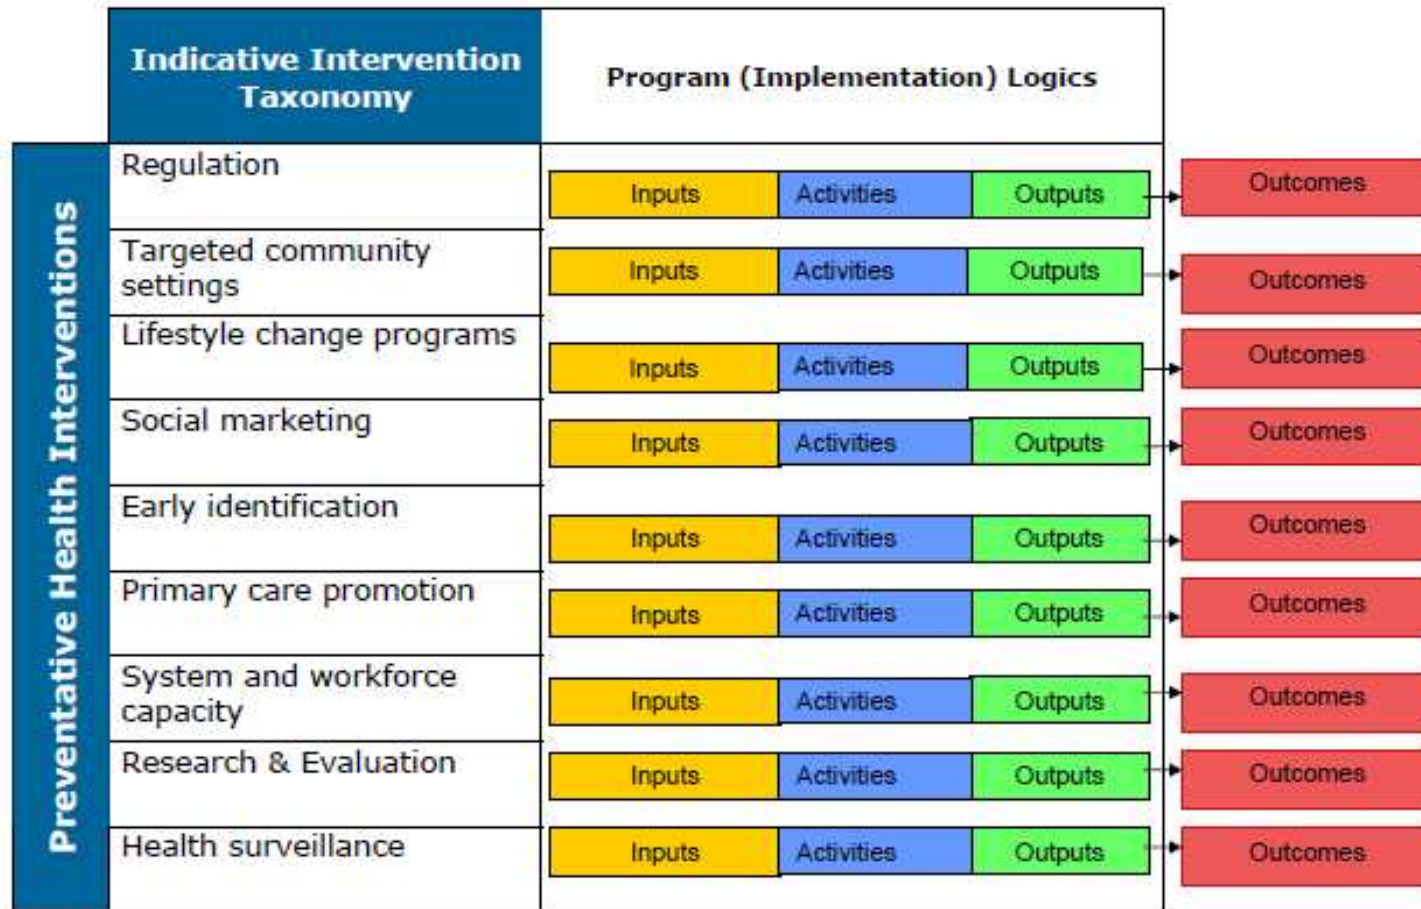 Indicative Intervention
Taxonomy
Program (Implementation) Logics
Preventative Health Interventions
Regulation
Inputs Activities Outputs Outcomes
Targeted community
settings
Inputs Activities Outputs Outcomes
Lifestyle change programs
Inputs Activities Outputs Outcomes
Social marketing
Inputs Activities Outputs Outcomes
Early identification
Inputs Activities Outputs Outcomes
Primary care promotion
Inputs Activities Outputs Outcomes
System and workforce
capacity
Inputs Activities Outputs Outcomes
Research & Evaluation
Inputs Activities Outputs Outcomes
Health surveillance
Inputs Activities Outputs Outcomes